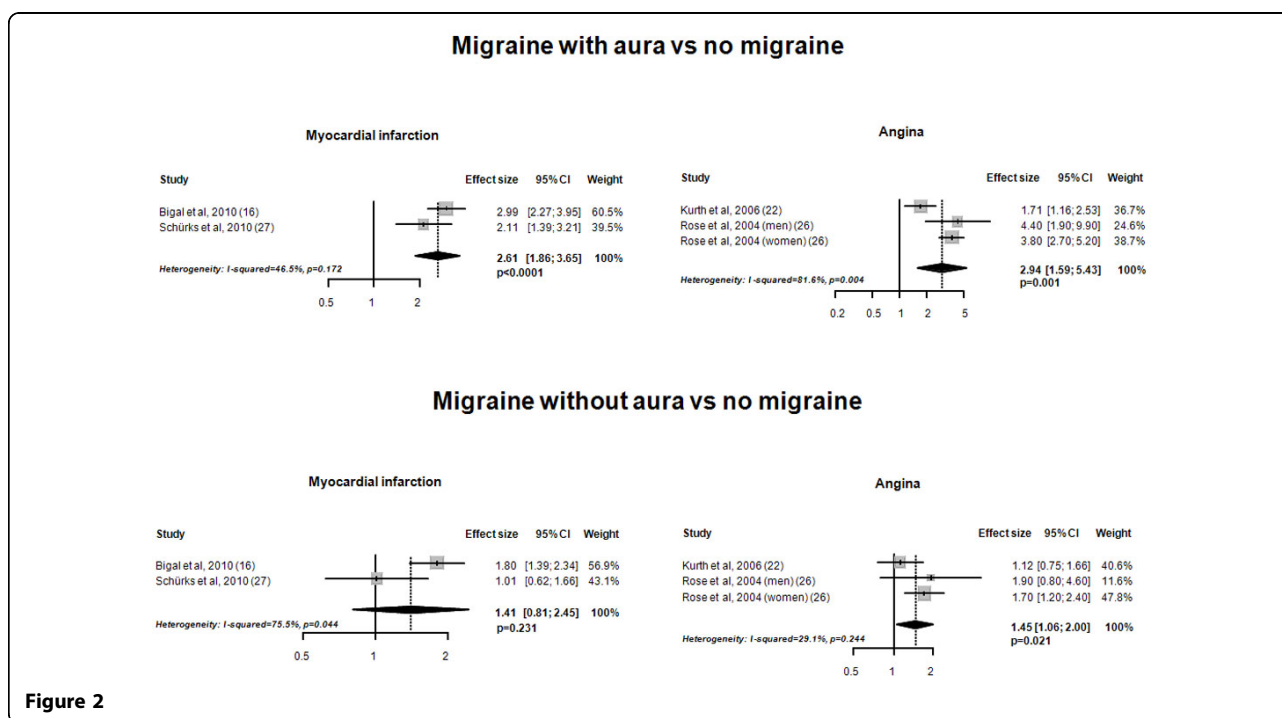 Migraine with aura vs no migraine
Myocardial infarction
Study Effect size 95%CI Weight
Bigal et al, 2010 (16) 2.99 [2.27; 3.95] 60.5%
Schürks et al, 2010 (27) 2.11 [1.39; 3.21] 39.5%
2.61 [1.86; 3.65] 100%
Heterogeneity: I-squared=46.5%, p=0.172
p<0.0001
0.5 1 2
Angina
Study Effect size 95%CI Weight
Kurth et al, 2006 (22) 1.71 [1.16; 2.53] 36.7%
Rose et al, 2004 (men) (26) 4.40 [1.90; 9.90] 24.6%
Rose et al, 2004 (women) (26) 3.80 [2.70; 5.20] 38.7%
2.94 [1.59; 5.43] 100%
Heterogeneity: I-squared=81.6%, p=0.004
p=0.001
0.2 0.5 1 2 5
Migraine without aura vs no migraine
Myocardial infarction
Study Effect size 95%CI Weight
Bigal et al, 2010 (16) 1.80 [1.39; 2.34] 56.9%
Schürks et al, 2010 (27) 1.01 [0.62; 1.66] 43.1%
1.41 [0.81; 2.45] 100%
Heterogeneity: I-squared=75.5%, p=0.044
p=0.231
0.5 1 2
Angina
Study Effect size 95%CI Weight
Kurth et al, 2006 (22) 1.12 [0.75; 1.66] 40.6%
Rose et al, 2004 (men) (26) 1.90 [0.80; 4.60] 11.6%
Rose et al, 2004 (women) (26) 1.70 [1.20; 2.40] 47.8%
1.45 [1.06; 2.00] 100%
Heterogeneity: I-squared=29.1%, p=0.244
p=0.021
0.5 1 2
Figure 2